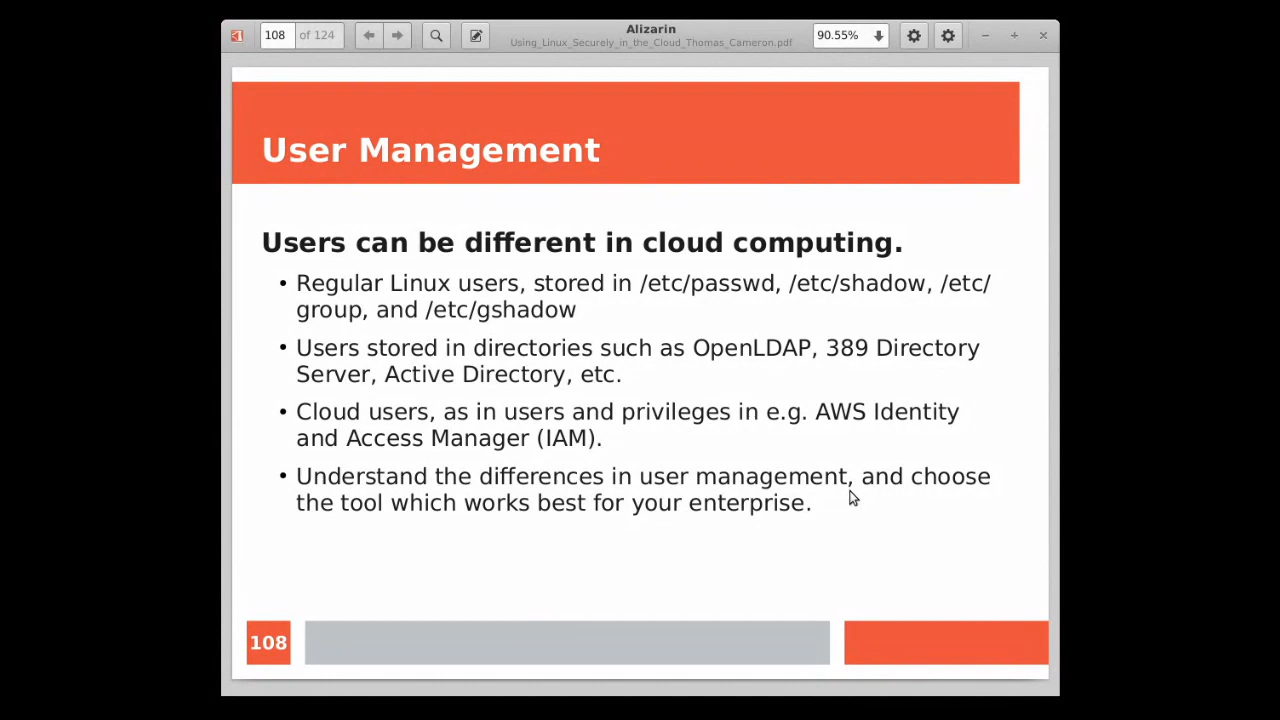 108 of 124
Alizarin
Using_Linux_Securely_in_the_Cloud_Thomas_Cameron.pdf
90.55%
User Management
Users can be different in cloud computing.
• Regular Linux users, stored in /etc/passwd, /etc/shadow, /etc/
group, and /etc/gshadow
• Users stored in directories such as OpenLDAP, 389 Directory
Server, Active Directory, etc.
• Cloud users, as in users and privileges in e.g. AWS Identity
and Access Manager (IAM).
• Understand the differences in user management, and choose
the tool which works best for your enterprise.
108